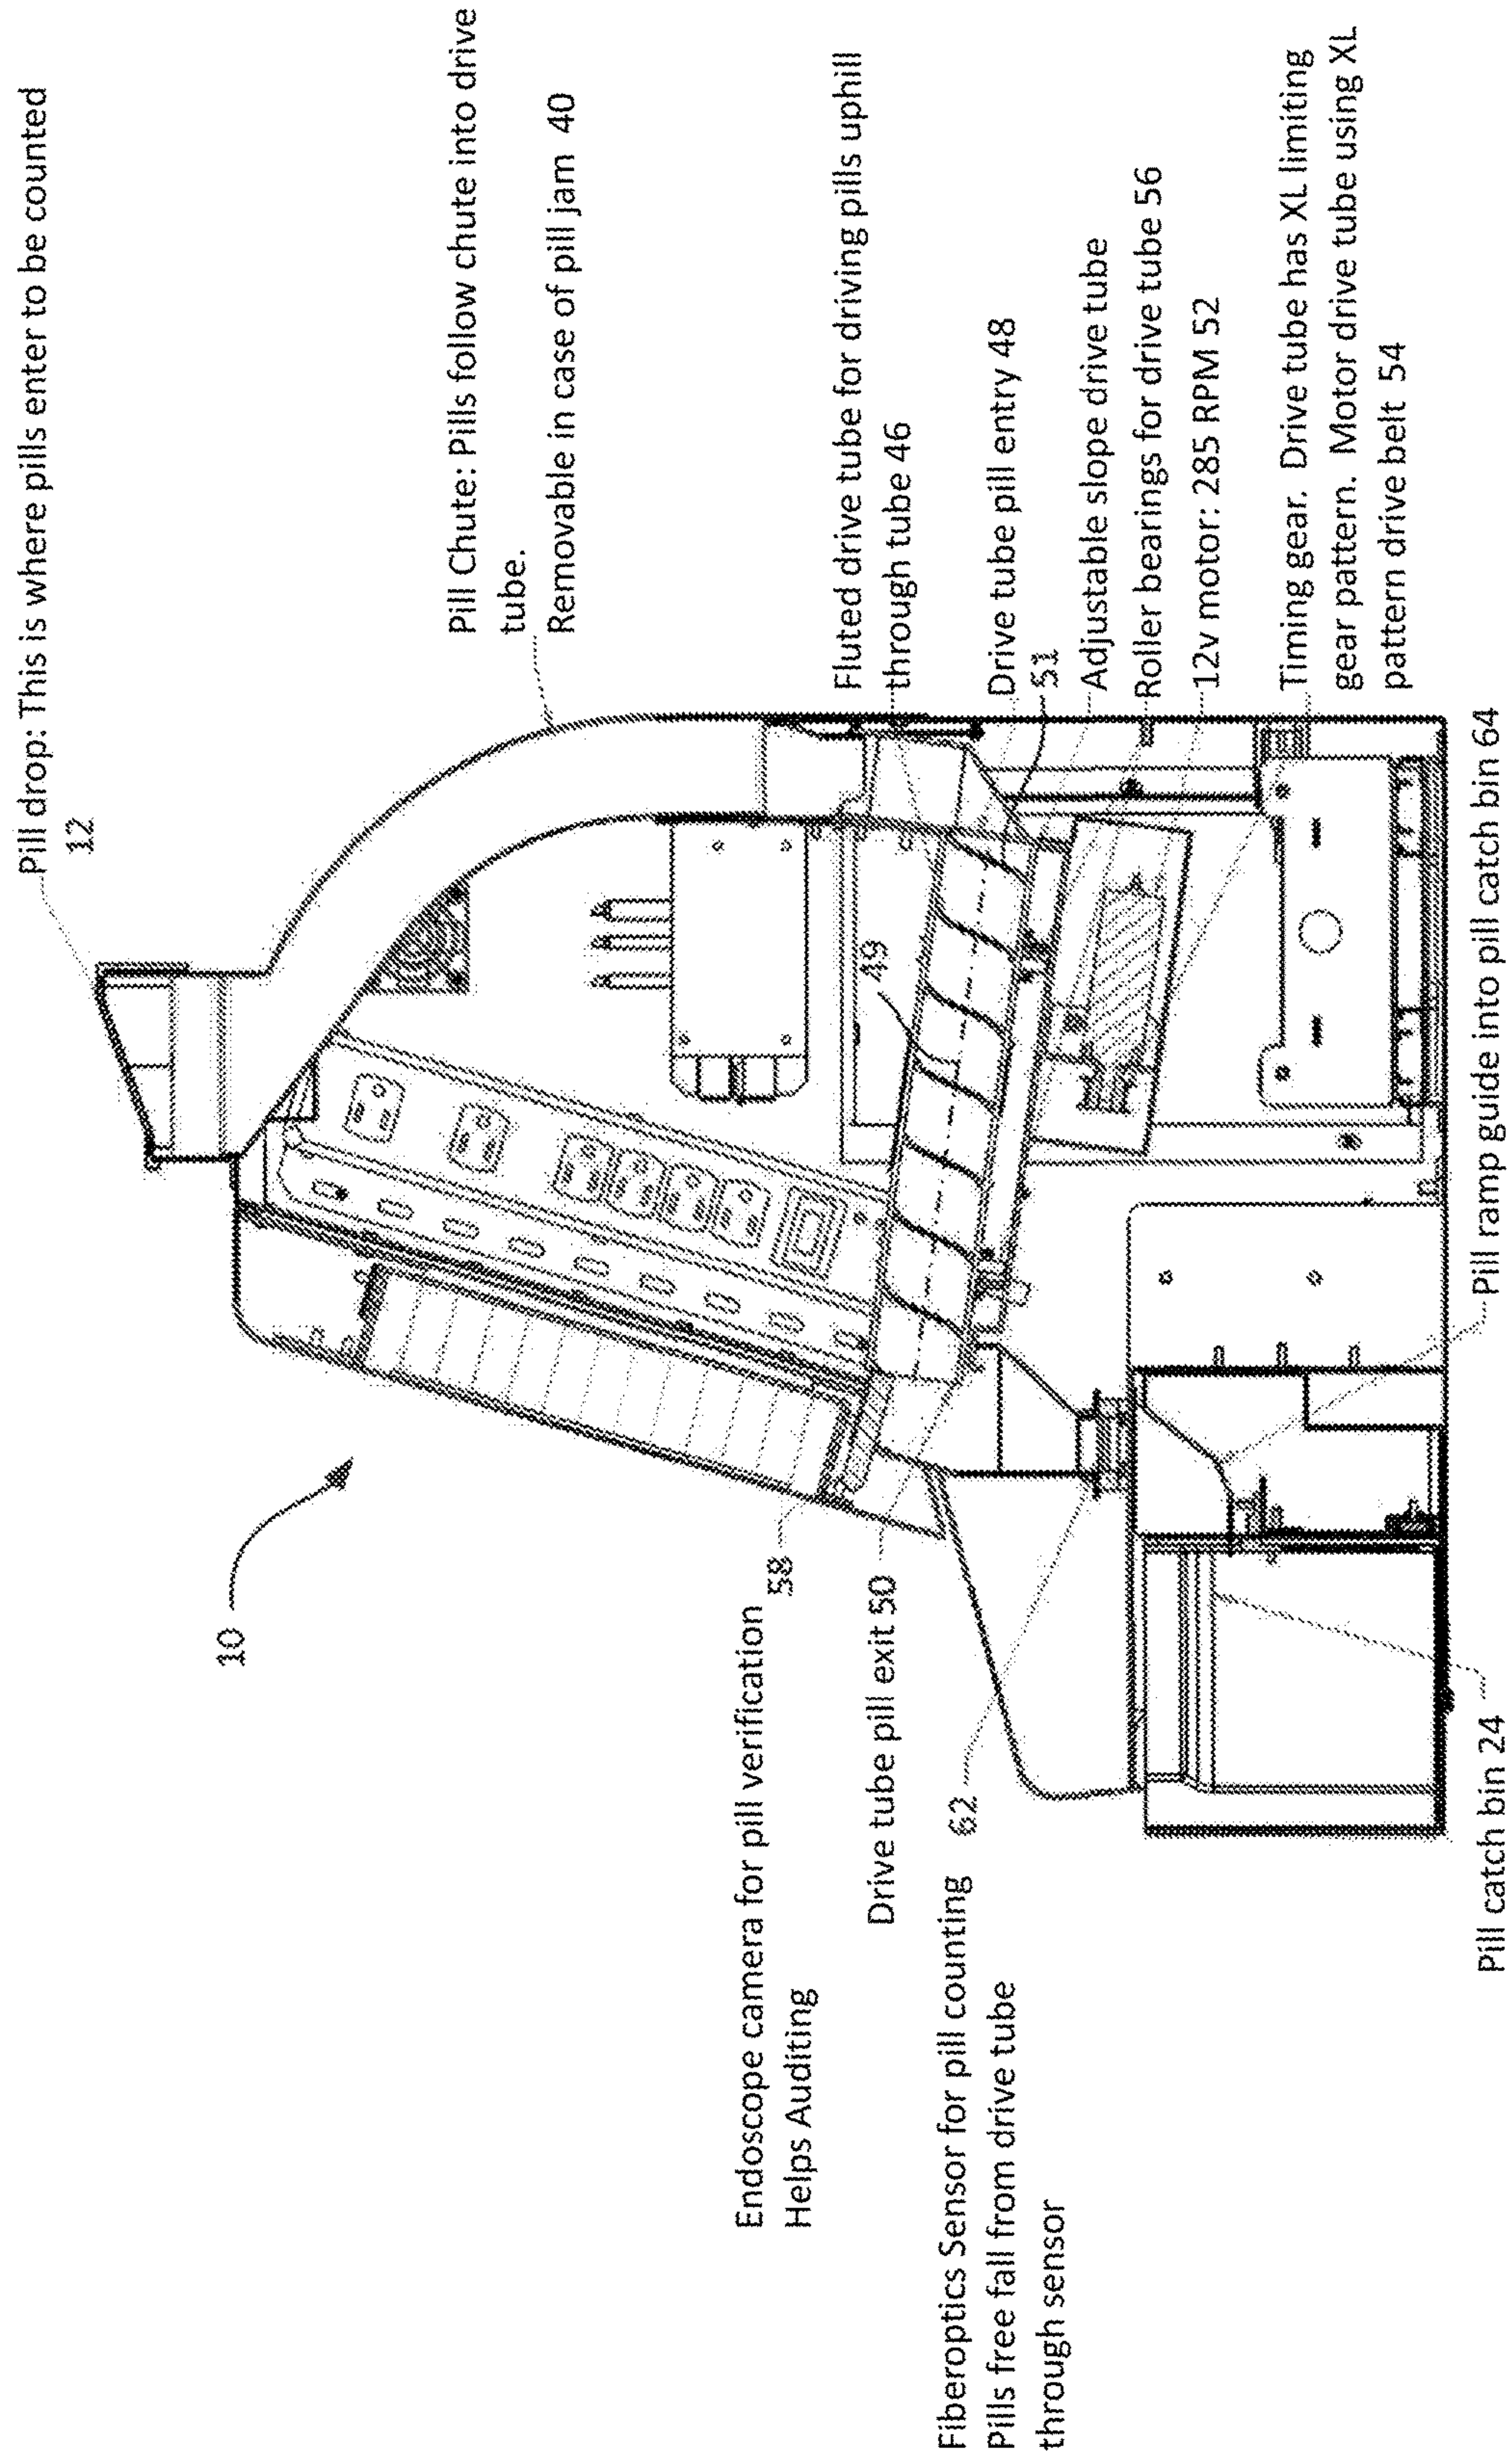 Pill drop: This is where pills enter to be counted
12
Pill Chute: Pills follow chute into drive
tube.
Removable in case of pill jam 40
10
Fluted drive tube for driving pills uphill
through tube 46
49
Drive tube pill entry 48
51
Adjustable slope drive tube
Roller bearings for drive tube 56
12v motor: 285 RPM 52
Timing gear. Drive tube has XL limiting
gear pattern. Motor drive tube using XL
pattern drive belt 54
Endoscope camera for pill verification
58
Helps Auditing
Drive tube pill exit 50
Fiberoptics Sensor for pill counting 62
Pills free fall from drive tube
through sensor
Pill catch bin 24
Pill ramp guide into pill catch bin 64